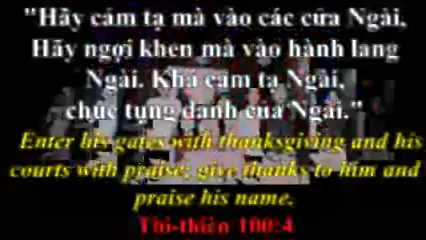 "Hãy cảm tạ mà vào các cửa Ngài,
Hãy ngợi khen mà vào hành lang
Ngài. Khá cảm tạ Ngài,
chúc tụng danh của Ngài."
Enter his gates with thanksgiving and his
courts with praise; give thanks to him and
praise his name.
Thi-thiên 100:4